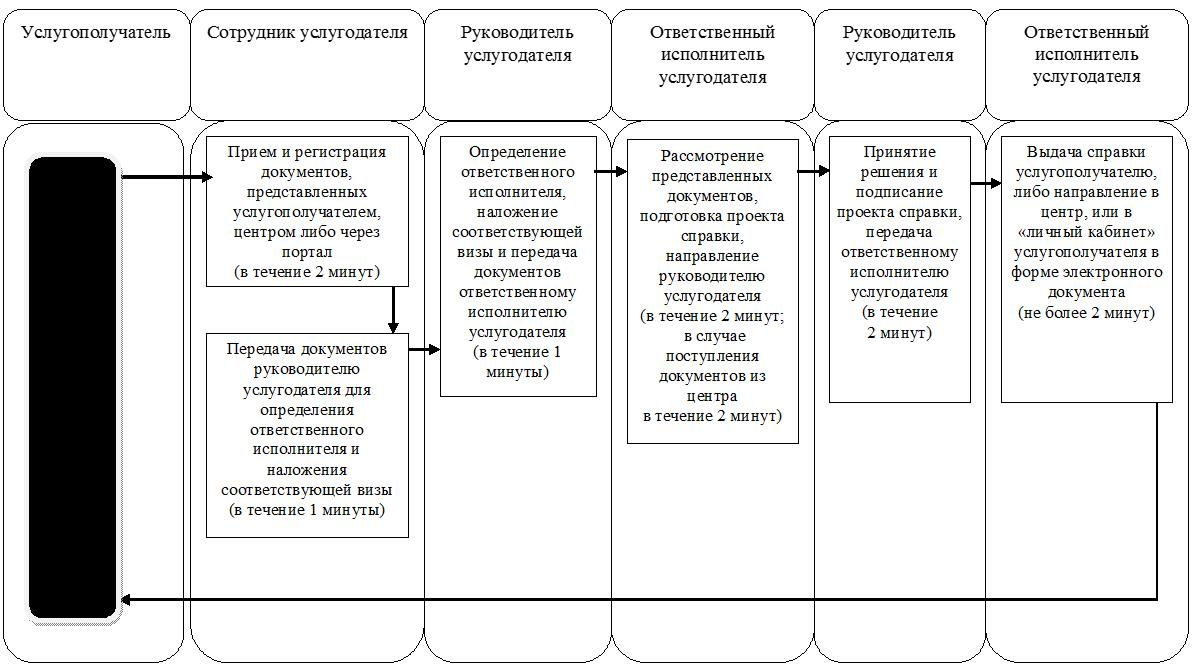 Услугополучатель
Сотрудник услугодателя
Руководитель
услугодателя
Ответственный
исполнитель
услугодателя
Руководитель
услугодателя
Ответственный
исполнитель
услугодателя
Прием и регистрация
документов,
представленных
услугополучателем,
центром либо через
портал
(в течение 2 минут)
Передача документов
руководителю
услугодателя для
определения
ответственного
исполнителя и
наложения
соответствующей визы
(в течение 1 минуты)
Определение
ответственного
исполнителя,
наложение
соответствующей
визы и передача
документов
ответственному
исполнителю
услугодателя
(в течение 1
минуты)
Рассмотрение
представленных
документов,
подготовка проекта
справки,
направление
руководителю
услугодателя
(в течение 2 минут;
в случае
поступления
документов из
центра
в течение 2 минут)
Принятие
решения и
подписание
проекта справки,
передача
ответственному
исполнителю
услугодателя
(в течение
2 минут)
Выдача справки
услугополучателю,
либо направление в
центр, или в
«личный кабинет»
услугополучателя в
форме электронного
документа
(не более 2 минут)